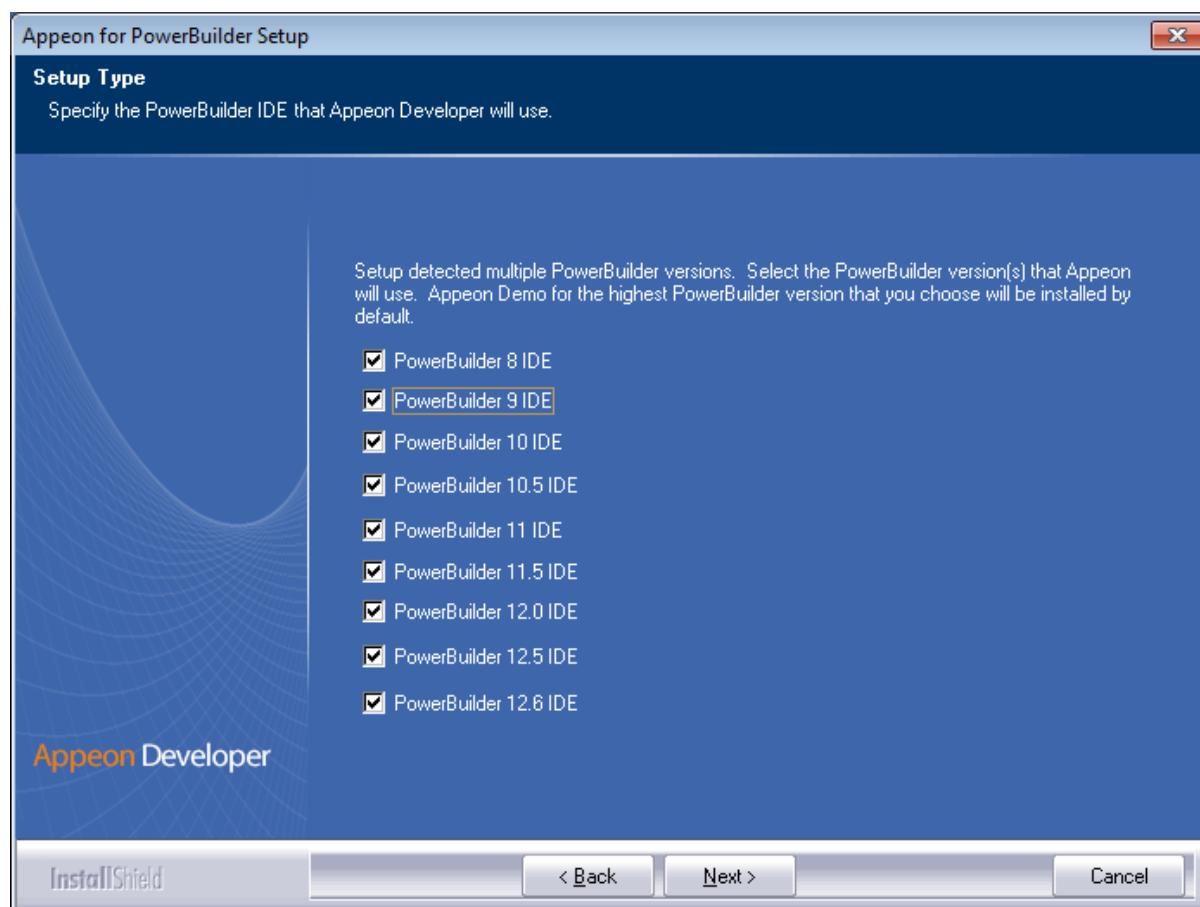 Appeon for PowerBuilder Setup
Setup Type
Specify the PowerBuilder IDE that Appeon Developer will use.
Setup detected multiple PowerBuilder versions.  Select the PowerBuilder version(s) that Appeon
will use.  Appeon Demo for the highest PowerBuilder version that you choose will be installed by
default.
PowerBuilder 8 IDE
PowerBuilder 9 IDE
PowerBuilder 10 IDE
PowerBuilder 10.5 IDE
PowerBuilder 11 IDE
PowerBuilder 11.5 IDE
PowerBuilder 12.0 IDE
PowerBuilder 12.5 IDE
PowerBuilder 12.6 IDE
Appeon Developer
InstallShield
< Back
Next >
Cancel